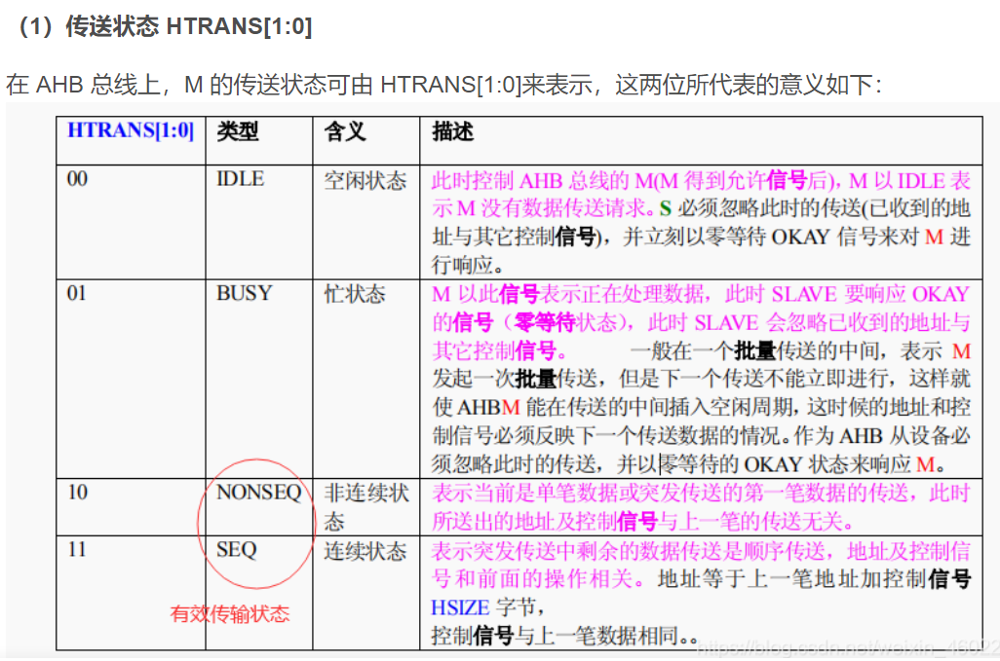 （1）传送状态 HTRANS[1:0]
在 AHB 总线上，M 的传送状态可由 HTRANS[1:0]来表示，这两位所代表的意义如下：
HTRANS[1:0] 类型 含义 描述
00 IDLE 空闲状态 此时控制 AHB 总线的 M(M 得到允许信号后), M 以 IDLE 表
示 M 没有数据传送请求。S 必须忽略此时的传送(已收到的地
址与其它控制信号)，并立刻以零等待 OKAY 信号来对 M 进
行响应。
01 BUSY 忙状态 M 以此信号表示正在处理数据，此时 SLAVE 要响应 OKAY
的信号（零等待状态），此时 SLAVE 会忽略已收到的地址与
其它控制信号。 一般在一个批量传送的中间，表示 M
发起一次批量传送，但是下一个传送不能立即进行，这样就
使 AHBM 能在传送的中间插入空闲周期，这时候的地址和控
制信号必须反映下一个传送数据的情况。作为 AHB 从设备必
须忽略此时的传送，并以零等待的 OKAY 状态来响应 M。
10 NONSEQ 非连续状 表示当前是单笔数据或突发传送的第一笔数据的传送，此时
态 所送出的地址及控制信号与上一笔的传送无关。
11 SEQ 连续状态 表示突发传送中剩余的数据传送是顺序传送，地址及控制信
号和前面的操作相关。地址等于上一笔地址加控制信号
有效传输状态 HSIZE 字节，
控制信号与上一笔数据相同。。
https://blog.csdn.net/weixin_46022